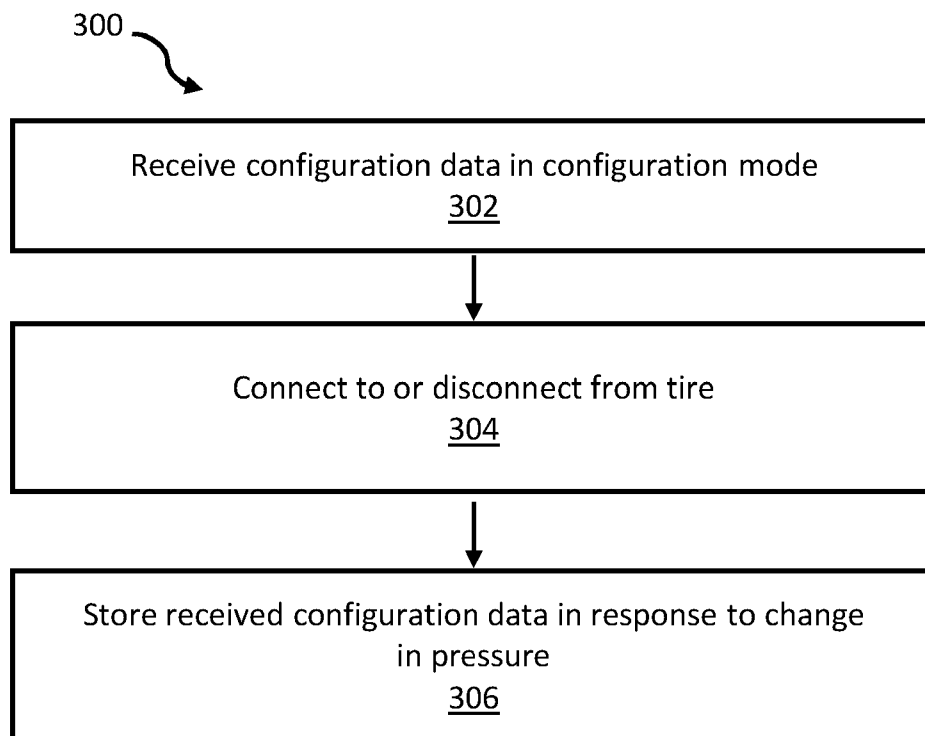 300
Receive configuration data in configuration mode
302
Connect to or disconnect from tire
304
Store received configuration data in response to change
in pressure
306